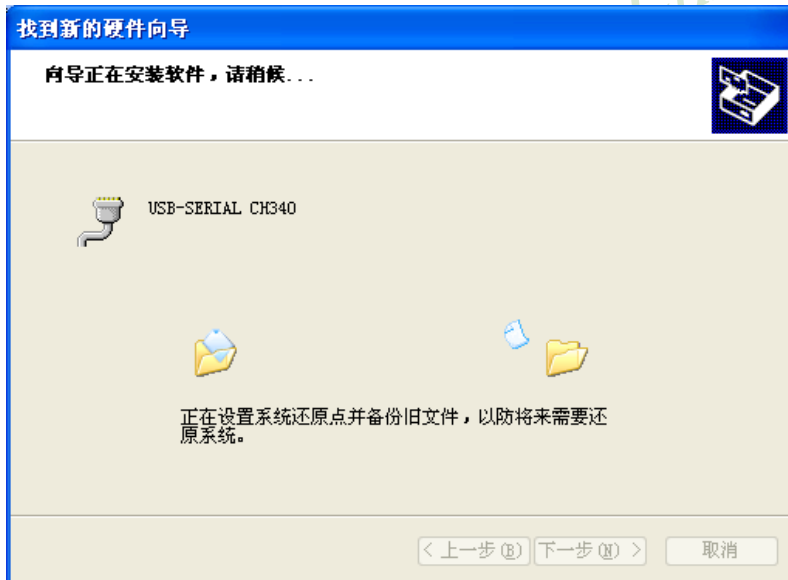 找到新的硬件向导
向导正在安装软件，请稍候...
USB-SERIAL CH340
正在设置系统还原点并备份旧文件，以防将来需要还
原系统。
< 上一步(B) 下一步(N) > 取消